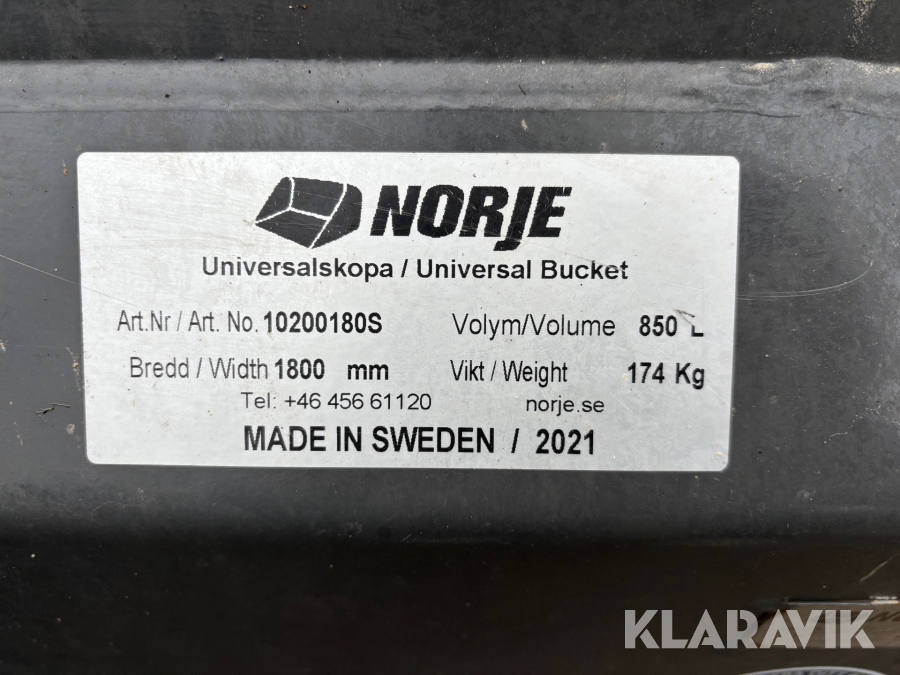 NORJE
Universalskopa / Universal Bucket
Art.Nr / Art. No. 10200180S Volym/Volume 850 L
Bredd / Width 1800 mm Vikt / Weight 174 Kg
Tel: +46 456 61120 norje.se
MADE IN SWEDEN / 2021
KLARAVIK